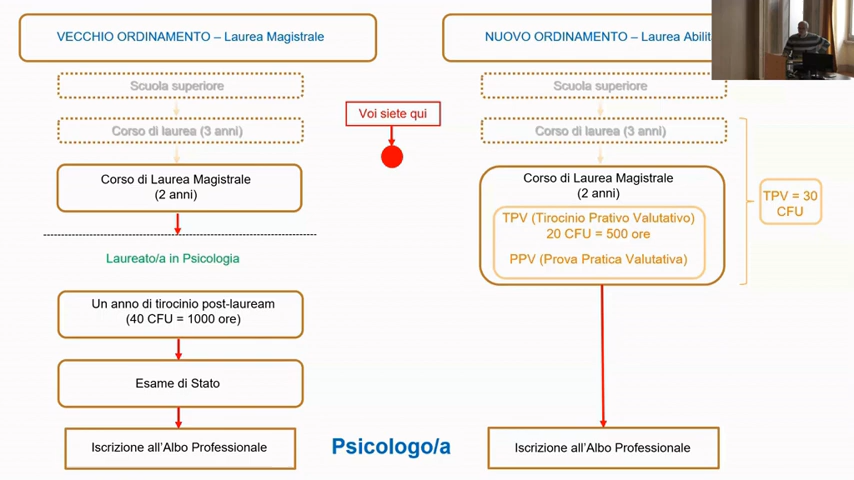 VECCHIO ORDINAMENTO – Laurea Magistrale
Scuola superiore
Corso di laurea (3 anni)
Corso di Laurea Magistrale
(2 anni)
Laureato/a in Psicologia
Un anno di tirocinio post-lauream
(40 CFU = 1000 ore)
Esame di Stato
Iscrizione all'Albo Professionale
Voi siete qui
Psicologo/a
NUOVO ORDINAMENTO – Laurea Abilit
Scuola superiore
Corso di laurea (3 anni)
Corso di Laurea Magistrale
(2 anni)
TPV (Tirocinio Prativo Valutativo)
20 CFU = 500 ore
PPV (Prova Pratica Valutativa)
Iscrizione all'Albo Professionale
TPV = 30
CFU